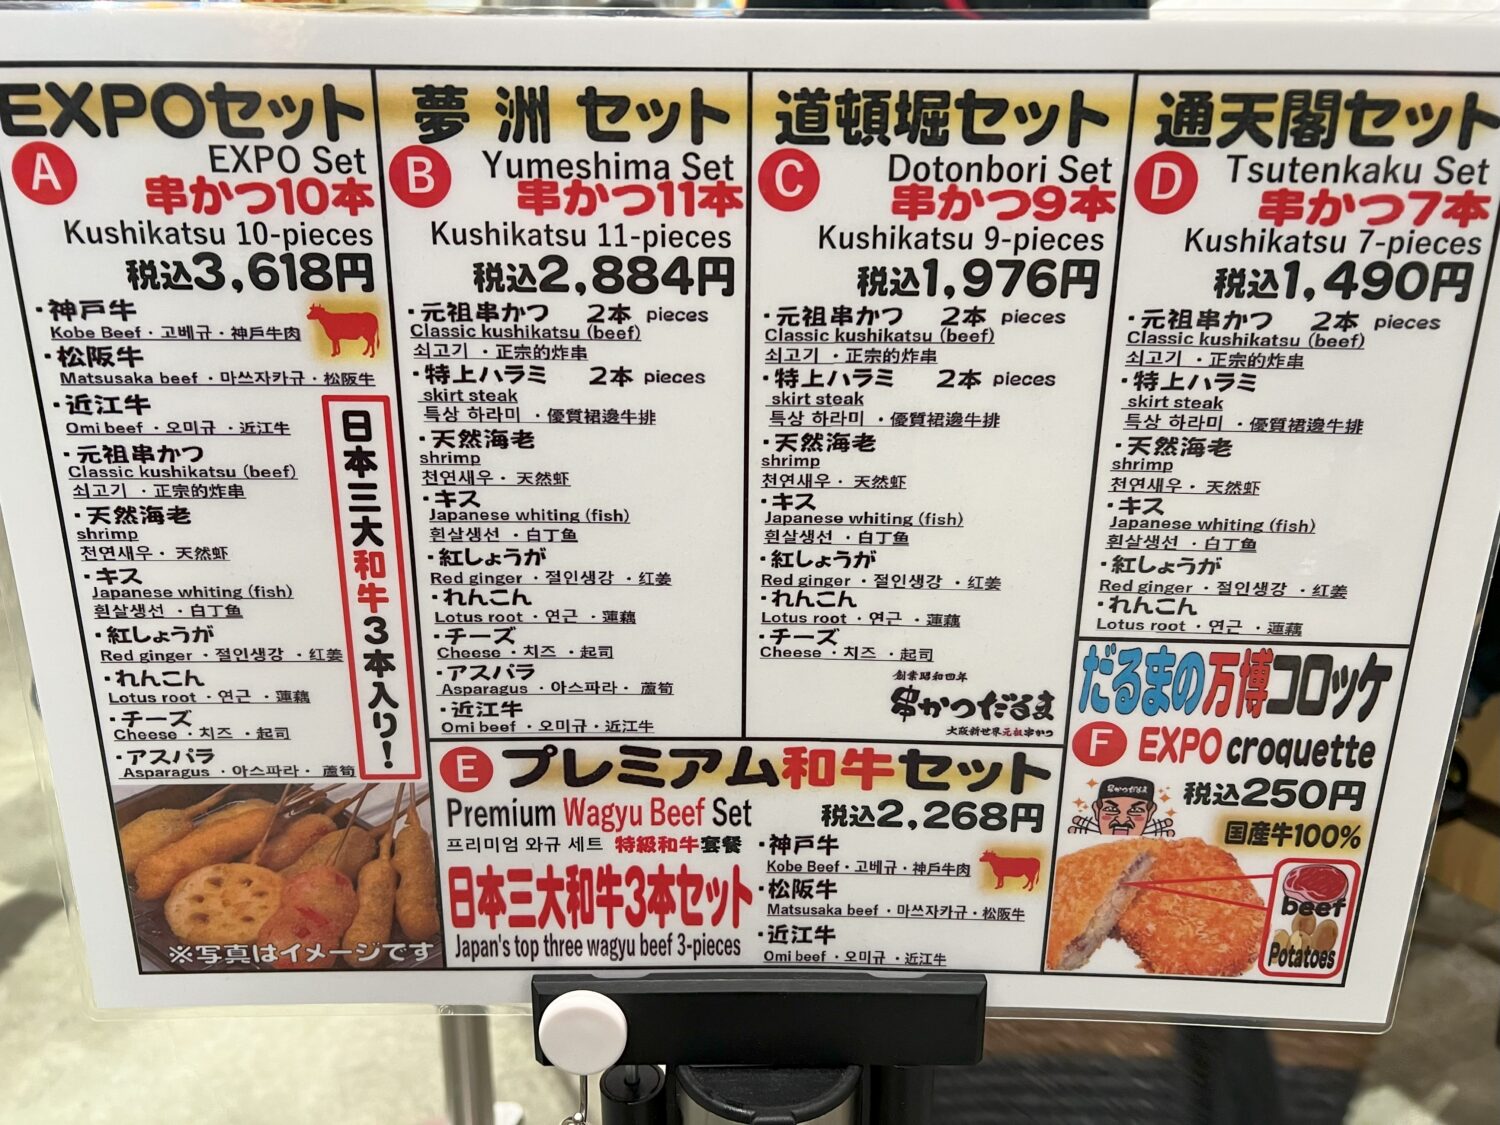 EXPOセット
A
EXPO Set
串かつ10本
Kushikatsu 10-pieces
税込3,618円
・神戸牛
Kobe Beef・고베규・神戶牛肉
・松阪牛
Matsusaka beef・마쓰자카규・松阪牛
・近江牛
Omi beef・오미규・近江牛
・元祖串かつ
Classic kushikatsu (beef)
쇠고기 ・正宗的炸串
・天然海老
shrimp
천연새우・天然虾
・キス
Japanese whiting (fish)
흰살생선 ・白丁鱼
・紅しょうが
Red ginger ・절인생강 ・红姜
・れんこん
Lotus root ・연근 ・蓮藕
・チーズ
Cheese・치즈・起司
・アスパラ
Asparagus ・아스파라・蘆筍
日本三大和牛3本入り!
※写真はイメージです
夢洲 セット
B
Yumeshima Set
串かつ11本
Kushikatsu 11-pieces
税込2,884円
・元祖串かつ 2本 pieces
Classic kushikatsu (beef)
쇠고기 ・正宗的炸串
・特上ハラミ 2本 pieces
skirt steak
특상 하라미 ・優質裙邊牛排
・天然海老
shrimp
천연새우・天然虾
・キス
Japanese whiting (fish)
흰살생선 ・白丁鱼
・紅しょうが
Red ginger ・절인생강 ・红姜
・れんこん
Lotus root ・연근 ・蓮藕
・チーズ
Cheese・치즈・起司
・アスパラ
Asparagus ・아스파라・蘆筍
・近江牛
Omi beef・오미규・近江牛
道頓堀セット
C
Dotonbori Set
串かつ9本
Kushikatsu 9-pieces
税込1,976円
・元祖串かつ 2本 pieces
Classic kushikatsu (beef)
쇠고기 ・正宗的炸串
・特上ハラミ 2本 pieces
skirt steak
특상 하라미 ・優質裙邊牛排
・天然海老
shrimp
천연새우・天然虾
・キス
Japanese whiting (fish)
흰살생선 ・白丁鱼
・紅しょうが
Red ginger ・절인생강 ・红姜
・れんこん
Lotus root ・연근 ・蓮藕
・チーズ
Cheese・치즈・起司
創業昭和四年
串かつだるま
大阪新世界元祖串かつ
通天閣セット
D
Tsutenkaku Set
串かつ7本
Kushikatsu 7-pieces
税込1,490円
・元祖串かつ 2本 pieces
Classic kushikatsu (beef)
쇠고기 ・正宗的炸串
・特上ハラミ
skirt steak
특상 하라미 ・優質裙邊牛排
・天然海老
shrimp
천연새우・天然虾
・キス
Japanese whiting (fish)
흰살생선 ・白丁鱼
・紅しょうが
Red ginger ・절인생강 ・红姜
・れんこん
Lotus root ・연근 ・蓮藕
E
プレミアム和牛セット
Premium Wagyu Beef Set
税込2,268円
프리미엄 와규 세트 特級和牛套餐
日本三大和牛3本セット
Japan's top three wagyu beef 3-pieces
・神戸牛
Kobe Beef・고베규・神戶牛肉
・松阪牛
Matsusaka beef・마쓰자카규・松阪牛
・近江牛
Omi beef・오미규・近江牛
だるまの万博コロッケ
F
EXPO croquette
税込250円
串かつだるま
国産牛100%
beef
Potatoes